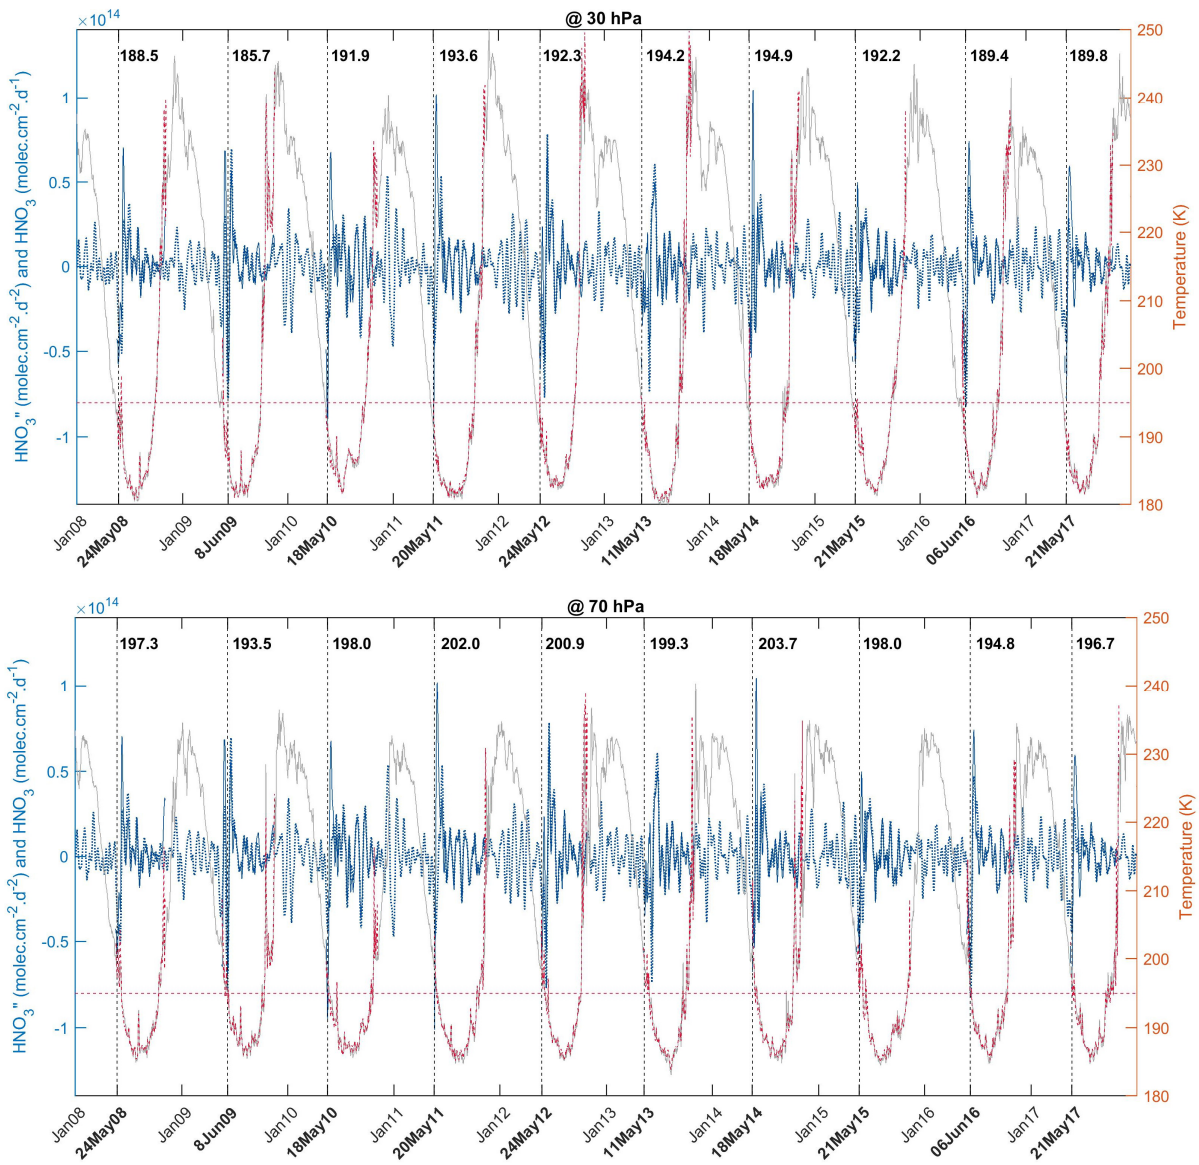 @ 30 hPa
×10^14
250
188.5 185.7 191.9 193.6 192.3 194.2 194.9 192.2 189.4 189.8
1 240
230
0.5
220
0
210
-0.5 200
190
-1
180
HNO3" (molec.cm-2.d-2) and HNO3 (molec.cm-2.d-1)
Temperature (K)
Jan08 24May08 Jan09 8Jun09 Jan10 18May10 Jan11 20May11 Jan12 24May12 Jan13 11May13 Jan14 18May14 Jan15 21May15 Jan16 06Jun16 Jan17 21May17
@ 70 hPa
×10^14
250
197.3 193.5 198.0 202.0 200.9 199.3 203.7 198.0 194.8 196.7
1 240
230
0.5
220
0
210
-0.5 200
190
-1
180
HNO3" (molec.cm-2.d-2) and HNO3 (molec.cm-2.d-1)
Temperature (K)
Jan08 24May08 Jan09 8Jun09 Jan10 18May10 Jan11 20May11 Jan12 24May12 Jan13 11May13 Jan14 18May14 Jan15 21May15 Jan16 06Jun16 Jan17 21May17